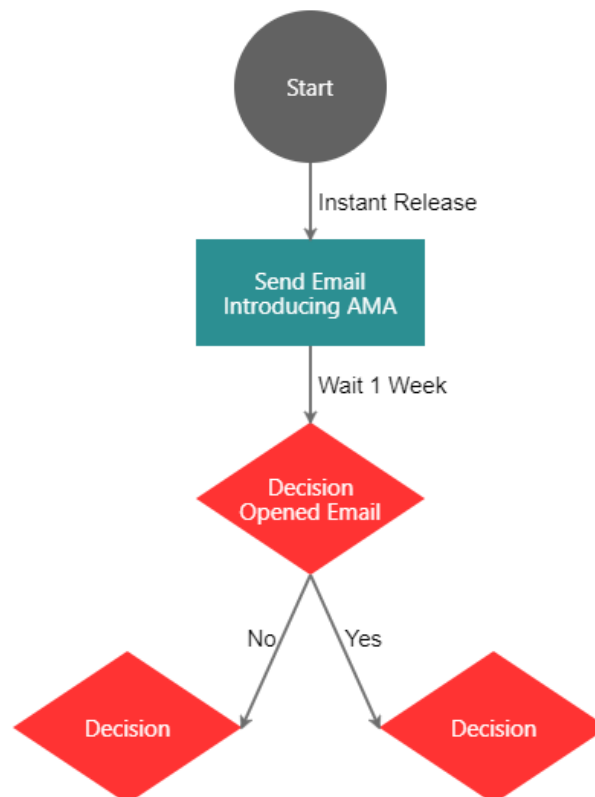 Start
Instant Release
Send Email
Introducing AMA
Wait 1 Week
Decision
Opened Email
No
Yes
Decision
Decision